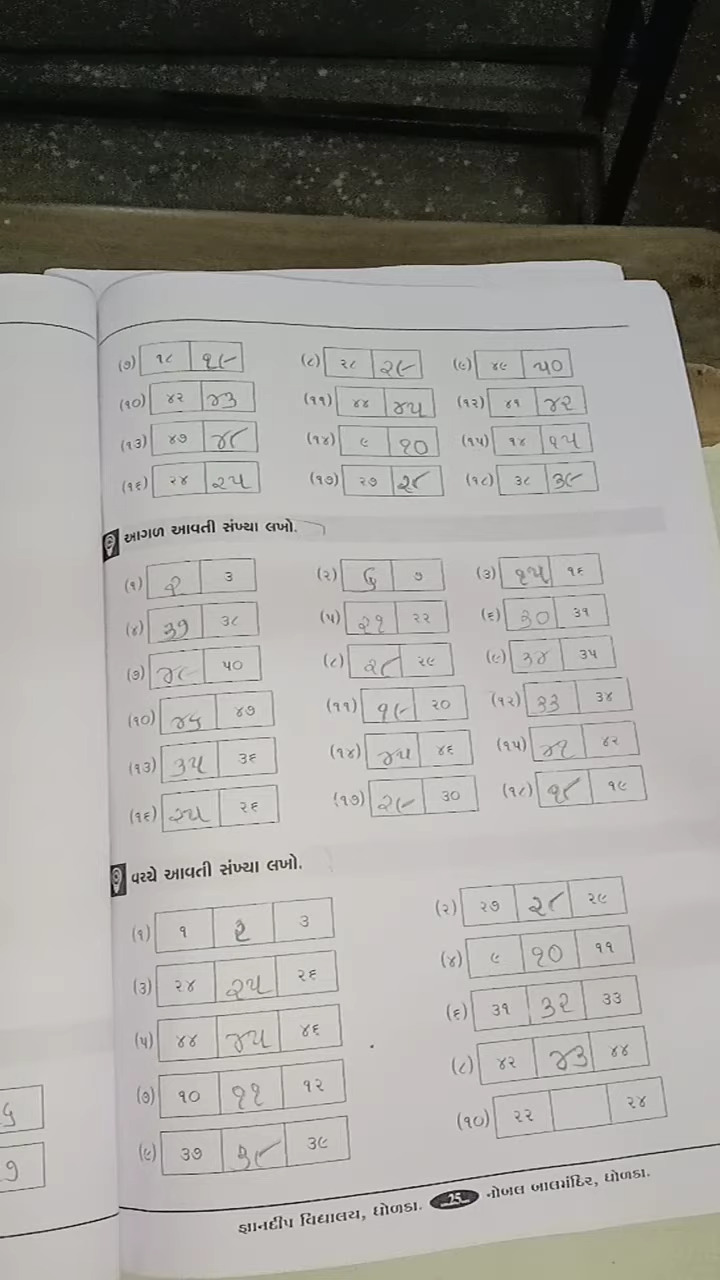 (૭) ૧૮ ૧૯ (૮) ૨૮ ૨૯ (૯) ૪૯ ૫૦
(૧૦) ૪૨ ૪૩ (૧૧) ૪૪ ૪૫ (૧૨) ૪૧ ૪૨
(૧૩) ૪૭ ૪૮ (૧૪) ૯ ૧૦ (૧૫) ૧૪ ૧૫
(૧૬) ૨૪ ૨૫ (૧૭) ૨૭ ૨૮ (૧૮) ૩૮ ૩૯
આગળ આવતી સંખ્યા લખો.
(૧) ૨ ૩ (૨) ૬ ૭ (૩) ૧૫ ૧૬
(૪) ૩૭ ૩૮ (૫) ૨૧ ૨૨ (૬) ૩૦ ૩૧
(૭) ૪૯ ૫૦ (૮) ૨૮ ૨૯ (૯) ૩૪ ૩૫
(૧૦) ૪૬ ૪૭ (૧૧) ૧૯ ૨૦ (૧૨) ૩૩ ૩૪
(૧૩) ૩૫ ૩૬ (૧૪) ૪૫ ૪૬ (૧૫) ૪૧ ૪૨
(૧૬) ૨૫ ૨૬ (૧૭) ૨૯ ૩૦ (૧૮) ૧૮ ૧૯
વચ્ચે આવતી સંખ્યા લખો.
(૧) ૧ ૨ ૩ (૨) ૨૭ ૨૮ ૨૯
(૩) ૨૪ ૨૫ ૨૬ (૪) ૯ ૧૦ ૧૧
(૫) ૪૪ ૪૫ ૪૬ (૬) ૩૧ ૩૨ ૩૩
(૭) ૧૦ ૧૧ ૧૨ (૮) ૪૨ ૪૩ ૪૪
(૯) ૩૭ ૩૮ ૩૯ (૧૦) ૨૨ ૨૪
જ્ઞાનદીપ વિદ્યાલય, ધોળકા. 25 નોબલ બાલમંદિર, ધોળકા.